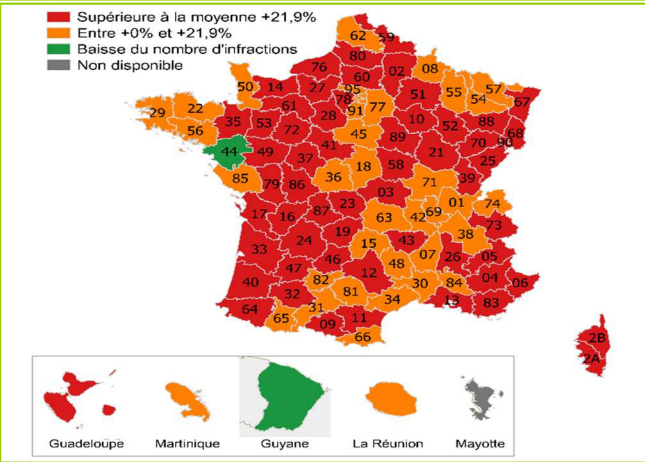 Supérieure à la moyenne +21,9%
Entre +0% et +21,9%
Baisse du nombre d'infractions
Non disponible
62 59
80
76 02 08
60
50 14 27 95 51 55 57
78 54 67
61 91 77
29 22 28 10 88
35 53 52 68
56 72 45 70 90
41 89
44 49 37 21 25
18 58
85 36 39
79 86 71
03 01 74
17 16 87 23 63 42 69
73
19 38
24 15 43
33 46 07 26 05
47 12 48
40 82 04
32 81 30 84 06
31 34 13 83
64 65 09 11
66
2B
2A
Guadeloupe Martinique Guyane La Réunion Mayotte